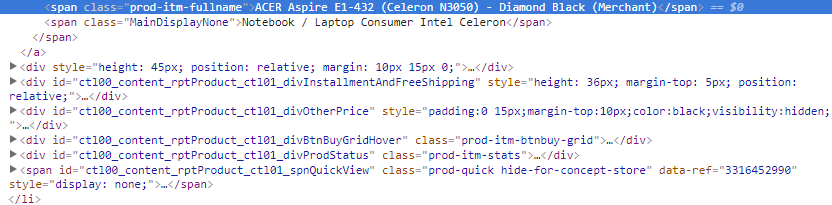 <span class="prod-itm-fullname">ACER Aspire E1-432 (Celeron N3050) - Diamond Black (Merchant)</span> == $0
<span class="MainDisplayNone">Notebook / Laptop Consumer Intel Celeron</span>
</span>
</a>
<div style="height: 45px; position: relative; margin: 10px 15px 0;">…</div>
<div id="ctl00_content_rptProduct_ctl01_divInstallmentAndFreeShipping" style="height: 36px; margin-top: 5px; position:
relative;">…</div>
<div id="ctl00_content_rptProduct_ctl01_divOtherPrice" style="padding:0 15px;margin-top:10px;color:black;visibility:hidden;
">…</div>
<div id="ctl00_content_rptProduct_ctl01_divBtnBuyGridHover" class="prod-itm-btnbuy-grid">…</div>
<div id="ctl00_content_rptProduct_ctl01_divProdStatus" class="prod-itm-stats">…</div>
<span id="ctl00_content_rptProduct_ctl01_spnQuickView" class="prod-quick hide-for-concept-store" data-ref="3316452990"
style="display: none;">…</span>
</li>